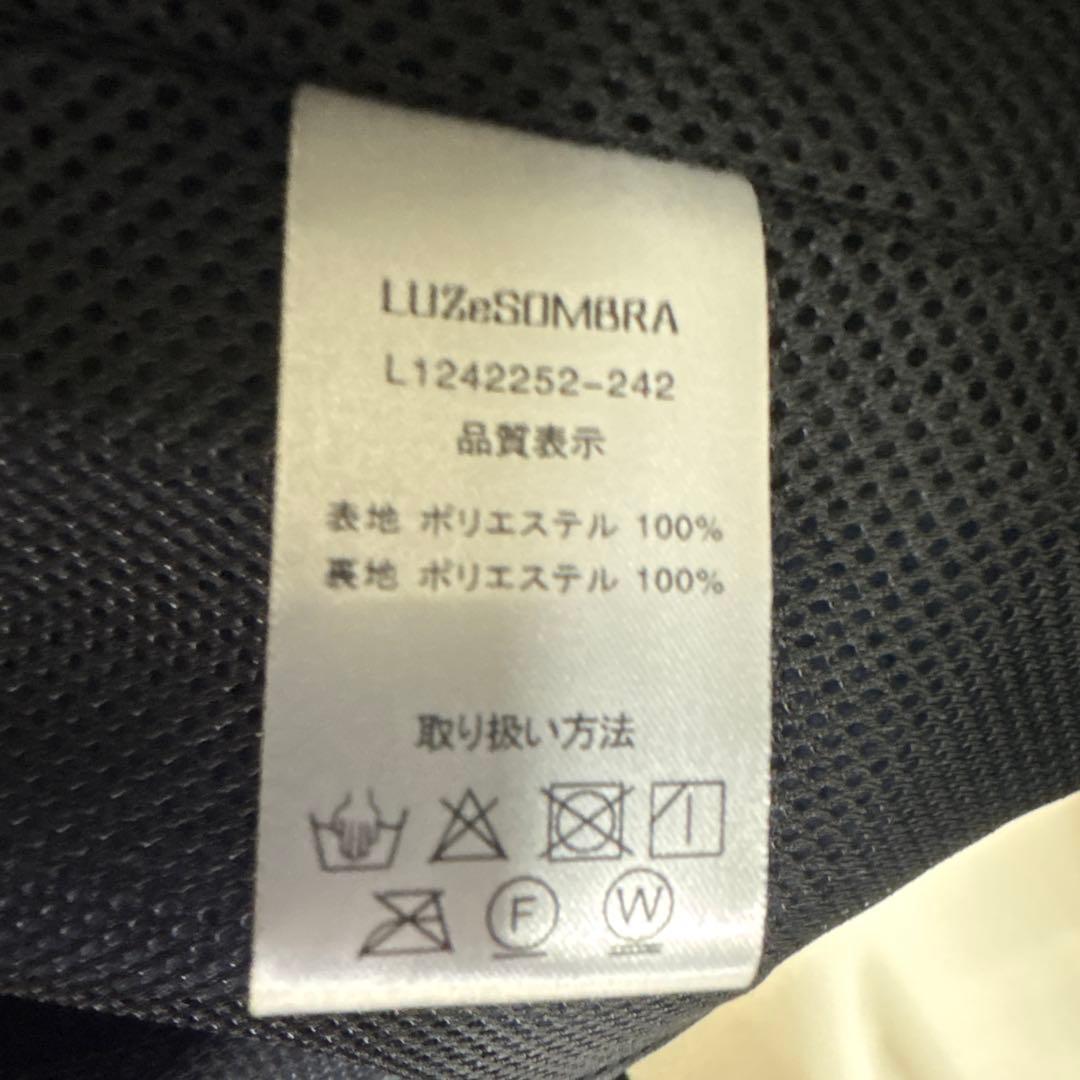 LUZeSOMBRA
L1242252-242
品質表示
表地 ポリエステル 100%
裏地 ポリエステル 100%
取り扱い方法
F W